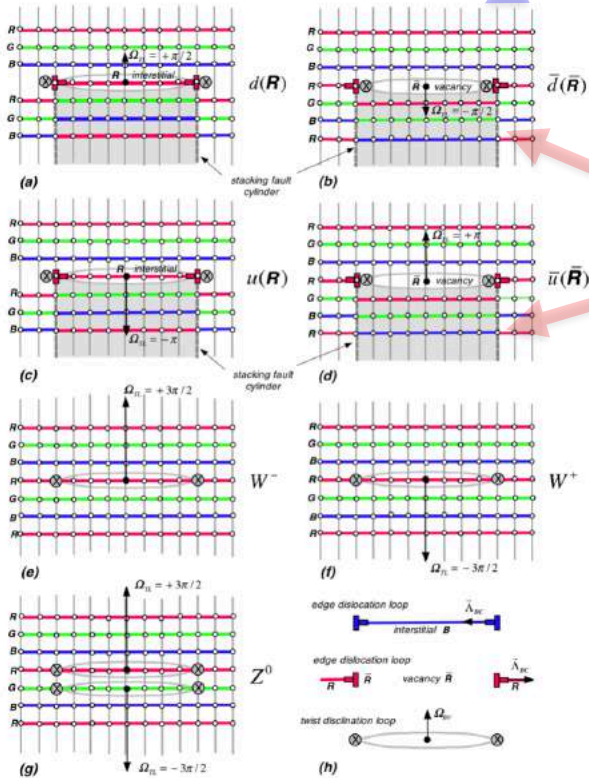 R
G
B
Ω_TL = +π/2
R interstitial
d(R)
R
G
B
(a)
R
G
B
R
R̄ vacancy
Ω_TL = −π/2
d̄(R̄)
R
G
B
R
(b)
stacking fault
cylinder
R
G
B
R interstitial
u(R)
R
G
B
Ω_TL = −π
(c)
R
G
B
Ω_TL = +π
R
R̄ vacancy
ū(R̄)
R
G
B
R
(d)
stacking fault
cylinder
Ω_TL = +3π/2
R
G
B
R
G
B
R
W⁻
(e)
R
G
B
R
G
B
R
W⁺
Ω_TL = −3π/2
(f)
Ω_TL = +3π/2
R
G
B
R
G
B
R
Z⁰
Ω_TL = −3π/2
(g)
edge dislocation loop
interstitial B
Λ⃗_BC
edge dislocation loop
R R̄ vacancy R̄ R
Λ⃗_BC
twist disclination loop
(h)